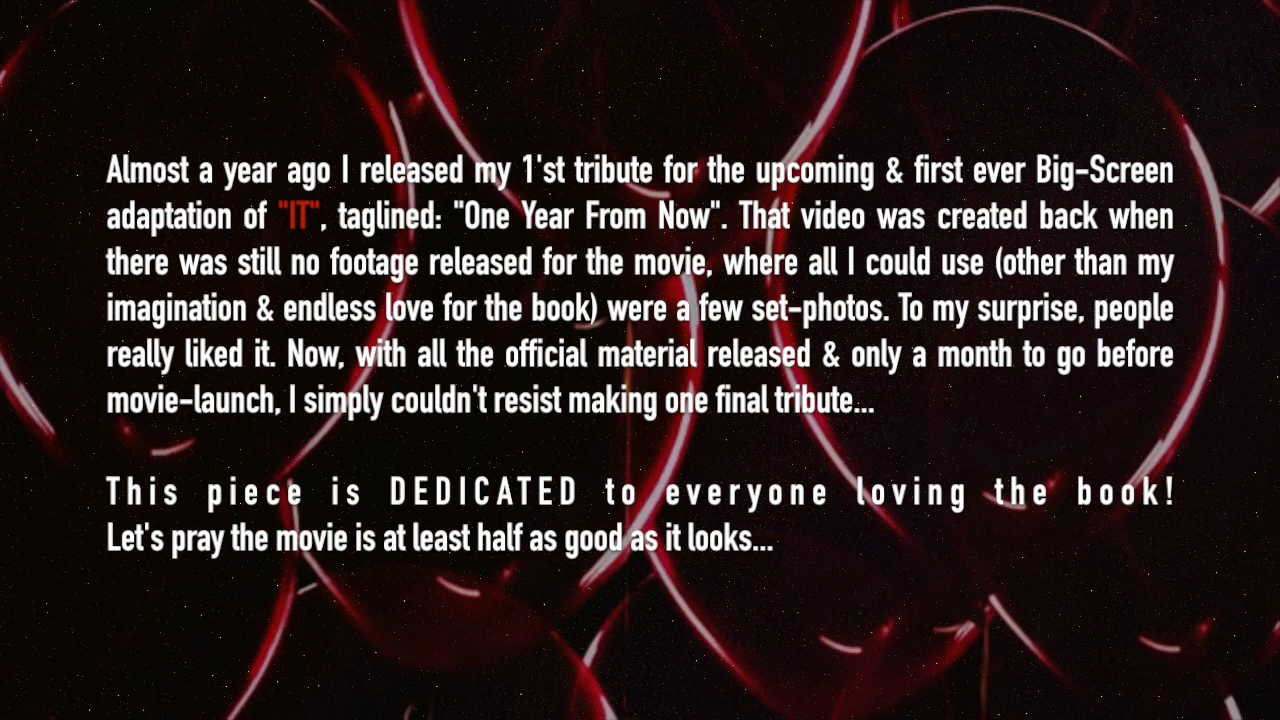 Almost a year ago I released my 1'st tribute for the upcoming & first ever Big-Screen
adaptation of "IT", taglined: "One Year From Now". That video was created back when
there was still no footage released for the movie, where all I could use (other than my
imagination & endless love for the book) were a few set-photos. To my surprise, people
really liked it. Now, with all the official material released & only a month to go before
movie-launch, I simply couldn't resist making one final tribute...
This piece is DEDICATED to everyone loving the book!
Let's pray the movie is at least half as good as it looks...